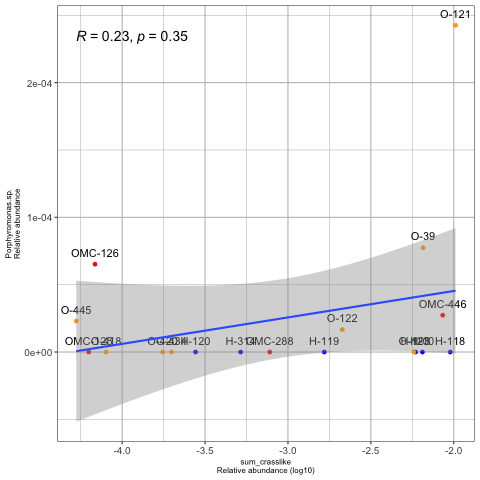 O-121
R = 0.23, p = 0.35
2e-04
O-39
OMC-126
1e-04
OMC-446
O-445
O-122
H-120
OMC-288
H-119
H-118
0e+00
-4.0
-3.5
-3.0
-2.5
-2.0
sum_crasslike
Relative abundance (log10)
Porphyromonas.sp.
Relative abundance